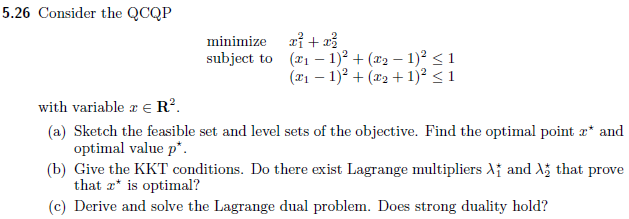 5.26 Consider the QCQP
minimize x₁² + x₂²
subject to (x₁ − 1)² + (x₂ − 1)² ≤ 1
(x₁ − 1)² + (x₂ + 1)² ≤ 1
with variable x ∈ R².
(a) Sketch the feasible set and level sets of the objective. Find the optimal point x* and
optimal value p*.
(b) Give the KKT conditions. Do there exist Lagrange multipliers λ₁* and λ₂* that prove
that x* is optimal?
(c) Derive and solve the Lagrange dual problem. Does strong duality hold?